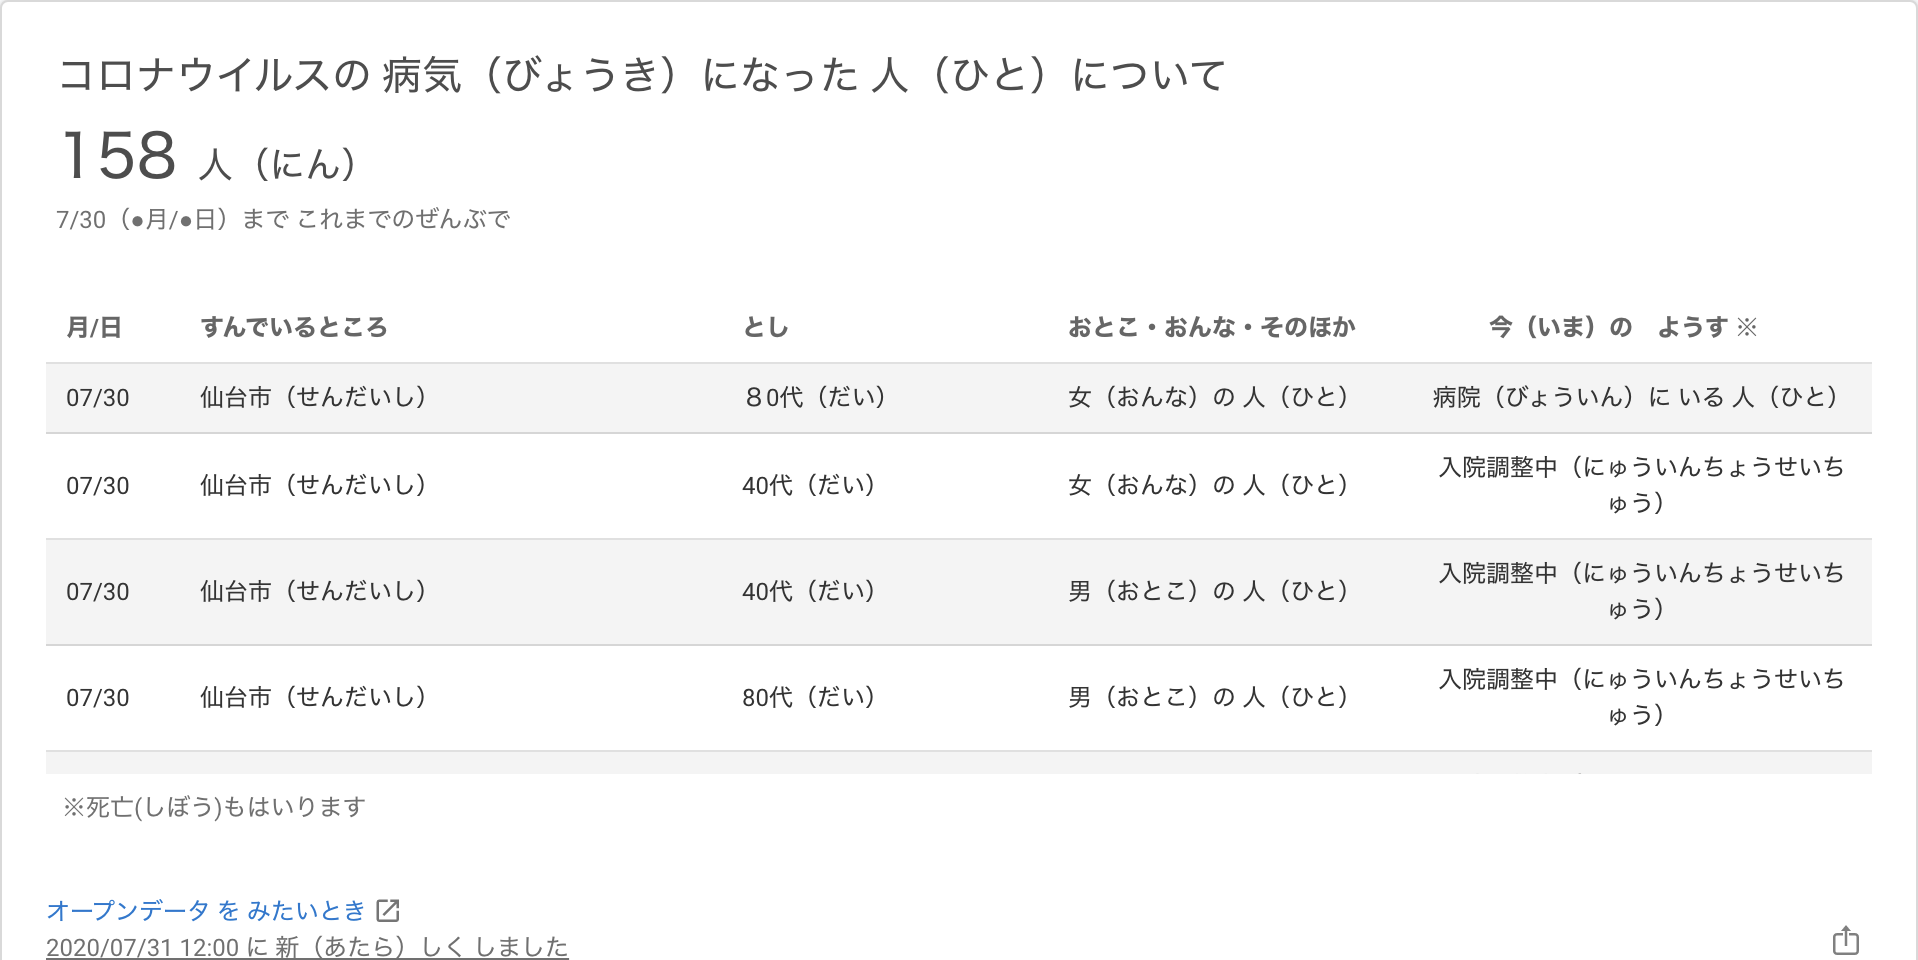 コロナウイルスの 病気（びょうき）になった 人（ひと）について
158 人（にん）
7/30（●月/●日）まで これまでのぜんぶで
月/日 すんでいるところ とし おとこ・おんな・そのほか 今（いま）の　ようす ※
07/30 仙台市（せんだいし） ８0代（だい） 女（おんな）の 人（ひと） 病院（びょういん）に いる 人（ひと）
07/30 仙台市（せんだいし） 40代（だい） 女（おんな）の 人（ひと） 入院調整中（にゅういんちょうせいち
ゅう）
07/30 仙台市（せんだいし） 40代（だい） 男（おとこ）の 人（ひと） 入院調整中（にゅういんちょうせいち
ゅう）
07/30 仙台市（せんだいし） 80代（だい） 男（おとこ）の 人（ひと） 入院調整中（にゅういんちょうせいち
ゅう）
※死亡(しぼう)もはいります
オープンデータ を みたいとき
2020/07/31 12:00 に 新（あたら）しく しました